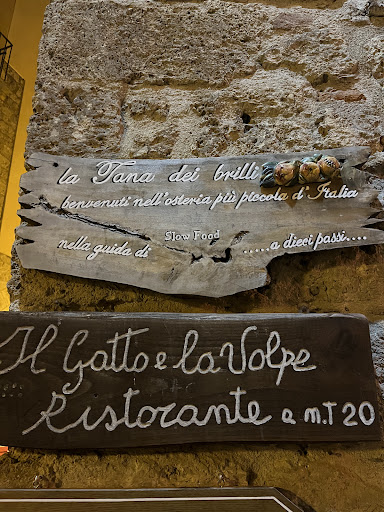 la Tana dei brilli
benvenuti nell'osteria più piccola d'Italia
nella guida di Slow Food .....a dieci passi....
Il Gatto e la Volpe
Ristorante a m.T 20